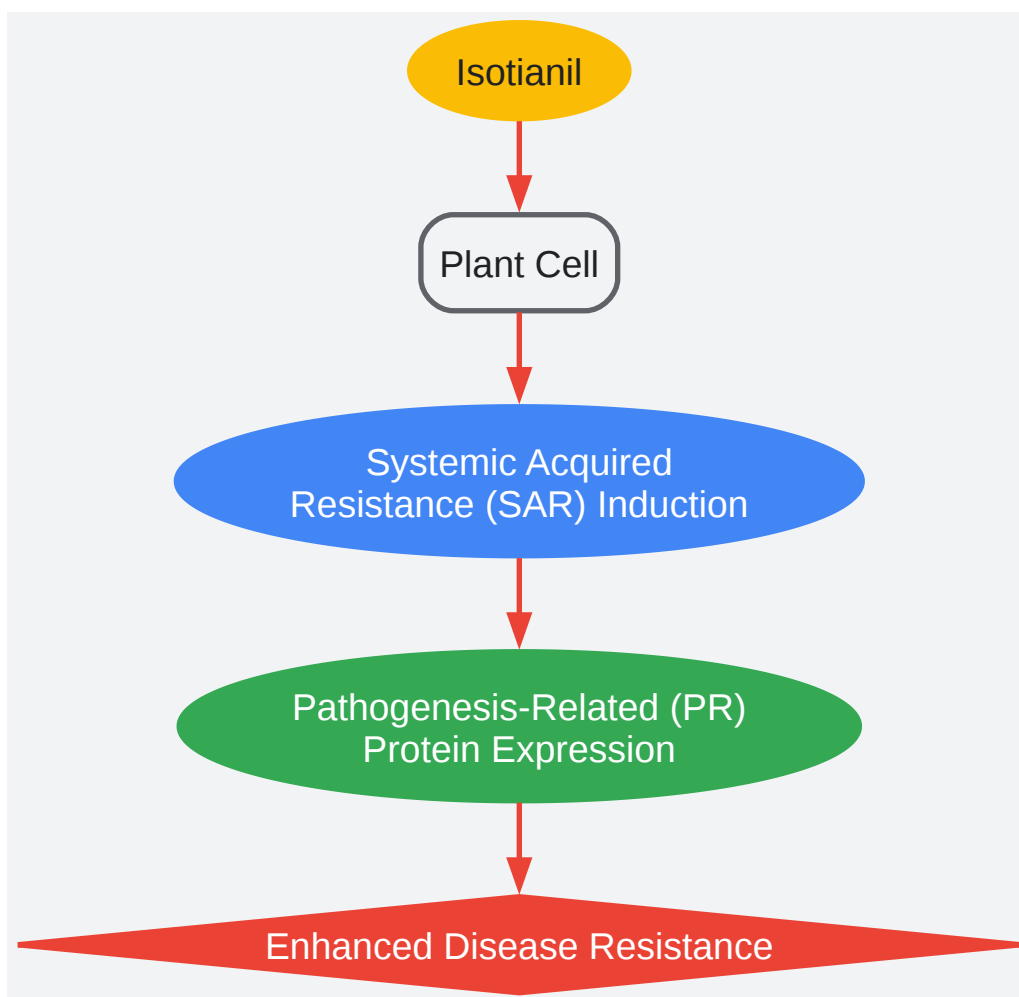 Isotianil
Plant Cell
Systemic Acquired
Resistance (SAR) Induction
Pathogenesis-Related (PR)
Protein Expression
Enhanced Disease Resistance